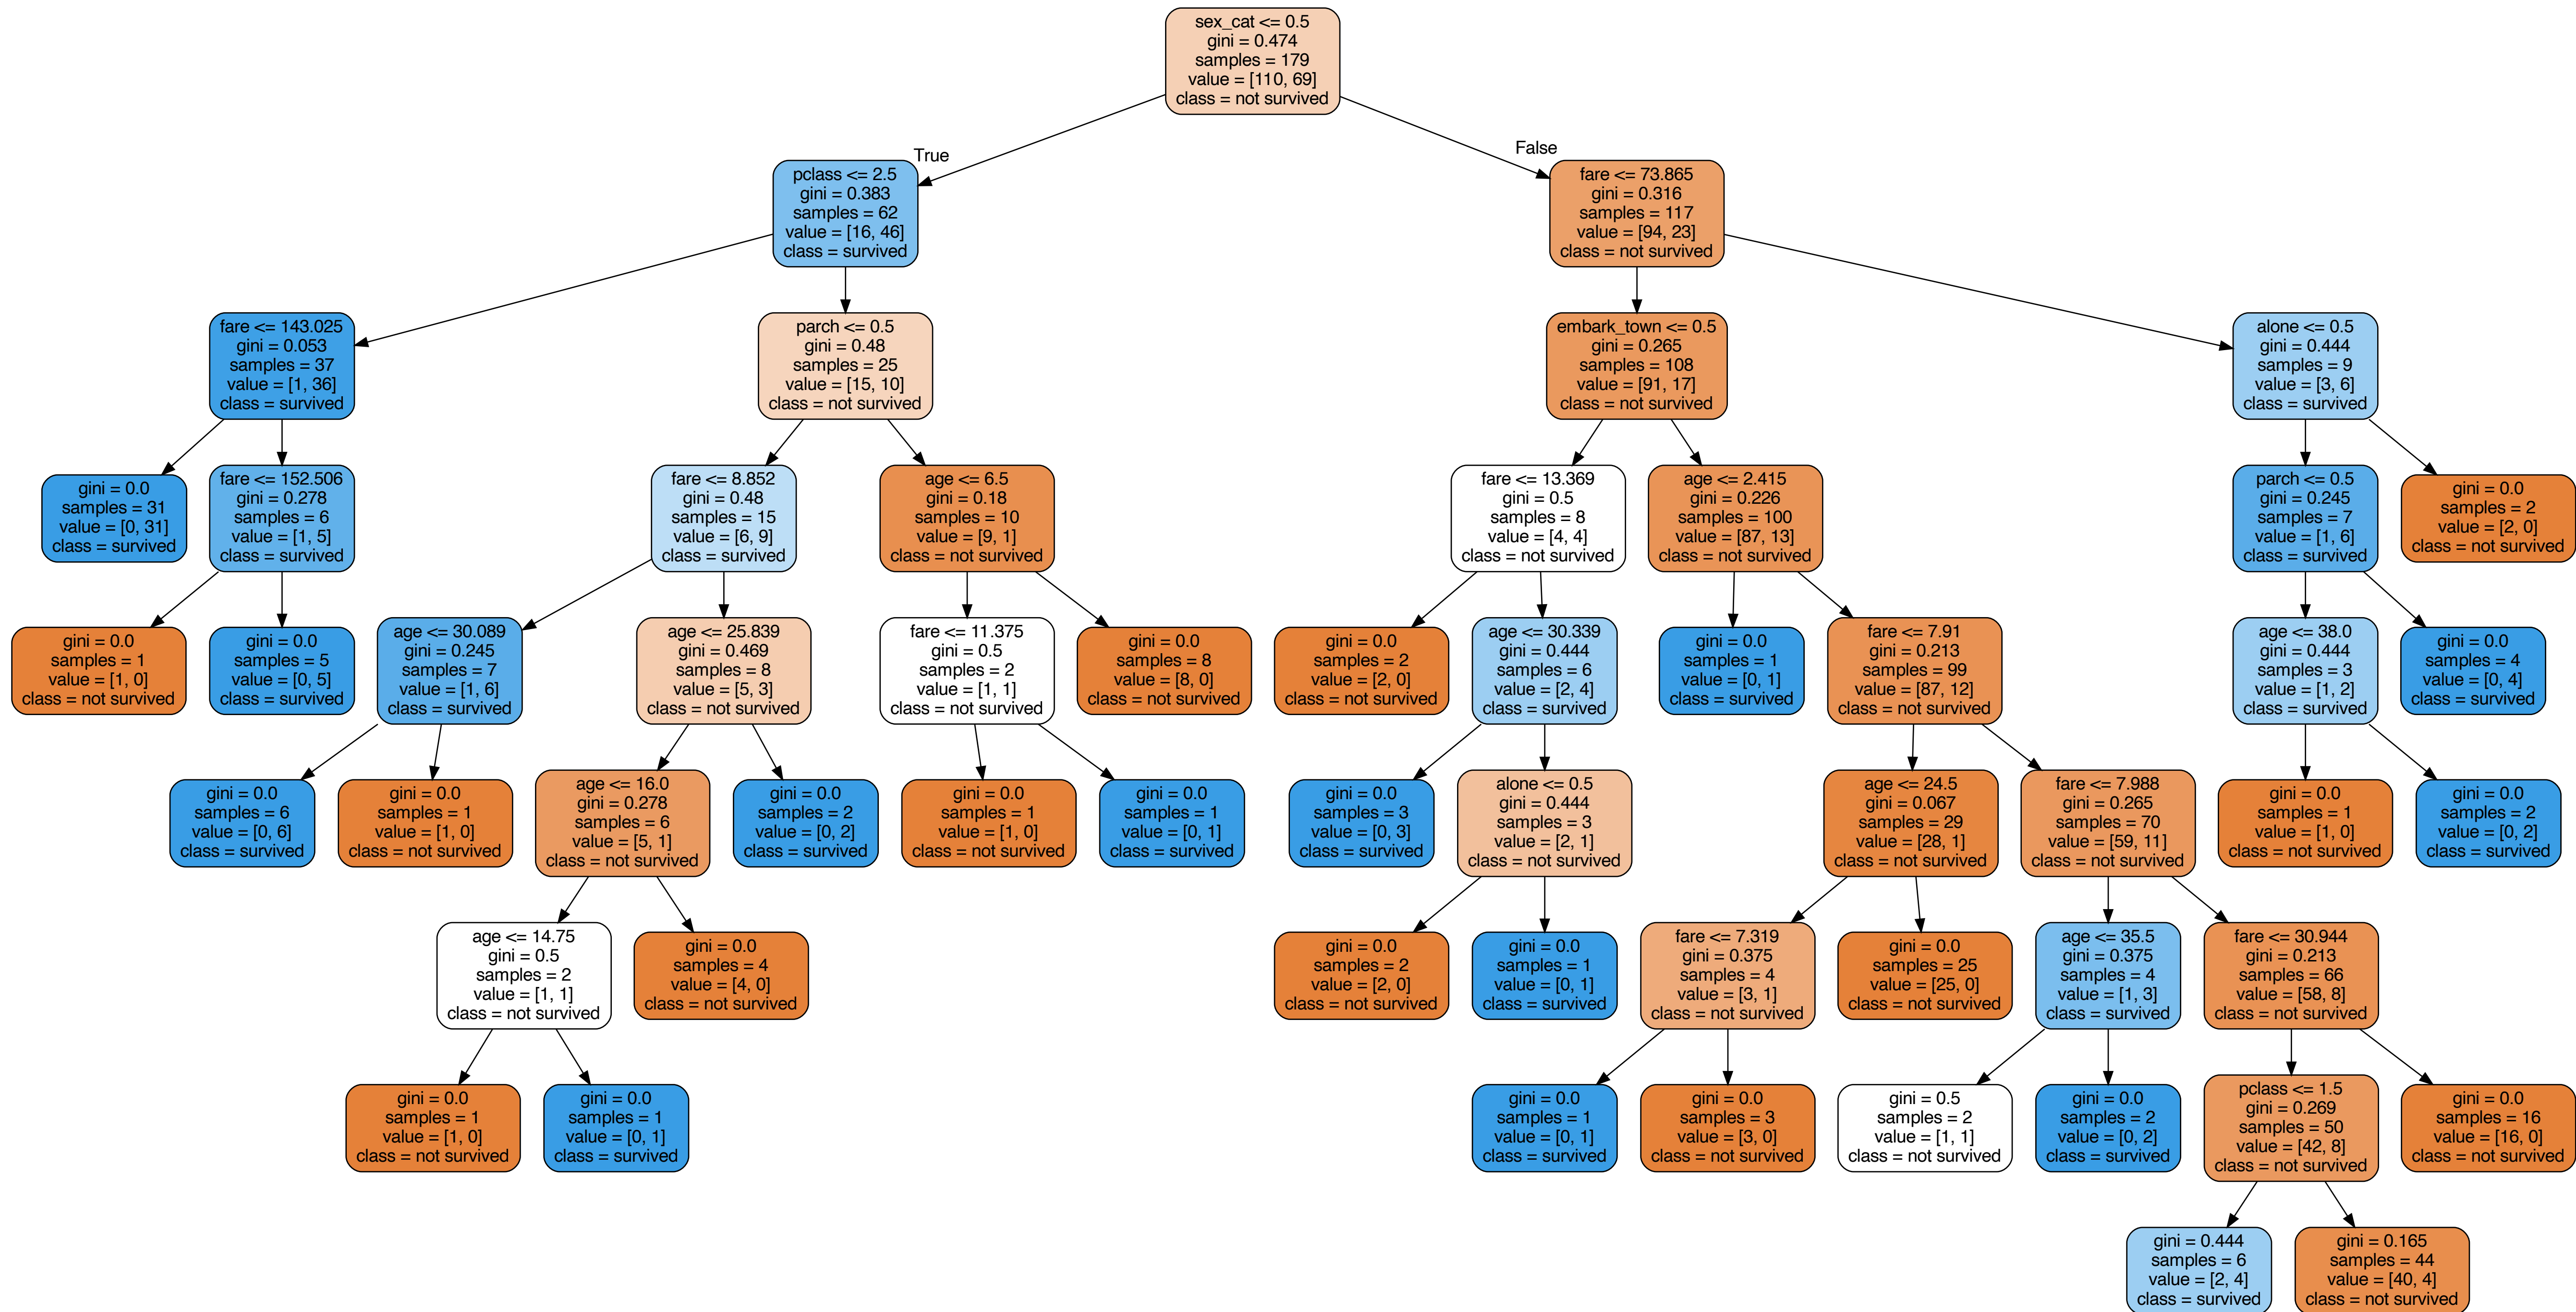 sex_cat <= 0.5
gini = 0.474
samples = 179
value = [110, 69]
class = not survived
True
False
pclass <= 2.5
gini = 0.383
samples = 62
value = [16, 46]
class = survived
fare <= 73.865
gini = 0.316
samples = 117
value = [94, 23]
class = not survived
fare <= 143.025
gini = 0.053
samples = 37
value = [1, 36]
class = survived
parch <= 0.5
gini = 0.48
samples = 25
value = [15, 10]
class = not survived
embark_town <= 0.5
gini = 0.265
samples = 108
value = [91, 17]
class = not survived
alone <= 0.5
gini = 0.444
samples = 9
value = [3, 6]
class = survived
gini = 0.0
samples = 31
value = [0, 31]
class = survived
fare <= 152.506
gini = 0.278
samples = 6
value = [1, 5]
class = survived
fare <= 8.852
gini = 0.48
samples = 15
value = [6, 9]
class = survived
age <= 6.5
gini = 0.18
samples = 10
value = [9, 1]
class = not survived
fare <= 13.369
gini = 0.5
samples = 8
value = [4, 4]
class = not survived
age <= 2.415
gini = 0.226
samples = 100
value = [87, 13]
class = not survived
parch <= 0.5
gini = 0.245
samples = 7
value = [1, 6]
class = survived
gini = 0.0
samples = 2
value = [2, 0]
class = not survived
gini = 0.0
samples = 1
value = [1, 0]
class = not survived
gini = 0.0
samples = 5
value = [0, 5]
class = survived
age <= 30.089
gini = 0.245
samples = 7
value = [1, 6]
class = survived
age <= 25.839
gini = 0.469
samples = 8
value = [5, 3]
class = not survived
fare <= 11.375
gini = 0.5
samples = 2
value = [1, 1]
class = not survived
gini = 0.0
samples = 8
value = [8, 0]
class = not survived
gini = 0.0
samples = 2
value = [2, 0]
class = not survived
age <= 30.339
gini = 0.444
samples = 6
value = [2, 4]
class = survived
gini = 0.0
samples = 1
value = [0, 1]
class = survived
fare <= 7.91
gini = 0.213
samples = 99
value = [87, 12]
class = not survived
age <= 38.0
gini = 0.444
samples = 3
value = [1, 2]
class = survived
gini = 0.0
samples = 4
value = [0, 4]
class = survived
gini = 0.0
samples = 6
value = [0, 6]
class = survived
gini = 0.0
samples = 1
value = [1, 0]
class = not survived
age <= 16.0
gini = 0.278
samples = 6
value = [5, 1]
class = not survived
gini = 0.0
samples = 2
value = [0, 2]
class = survived
gini = 0.0
samples = 1
value = [1, 0]
class = not survived
gini = 0.0
samples = 1
value = [0, 1]
class = survived
gini = 0.0
samples = 3
value = [0, 3]
class = survived
alone <= 0.5
gini = 0.444
samples = 3
value = [2, 1]
class = not survived
age <= 24.5
gini = 0.067
samples = 29
value = [28, 1]
class = not survived
fare <= 7.988
gini = 0.265
samples = 70
value = [59, 11]
class = not survived
gini = 0.0
samples = 1
value = [1, 0]
class = not survived
gini = 0.0
samples = 2
value = [0, 2]
class = survived
age <= 14.75
gini = 0.5
samples = 2
value = [1, 1]
class = not survived
gini = 0.0
samples = 4
value = [4, 0]
class = not survived
gini = 0.0
samples = 2
value = [2, 0]
class = not survived
gini = 0.0
samples = 1
value = [0, 1]
class = survived
fare <= 7.319
gini = 0.375
samples = 4
value = [3, 1]
class = not survived
gini = 0.0
samples = 25
value = [25, 0]
class = not survived
age <= 35.5
gini = 0.375
samples = 4
value = [1, 3]
class = survived
fare <= 30.944
gini = 0.213
samples = 66
value = [58, 8]
class = not survived
gini = 0.0
samples = 1
value = [1, 0]
class = not survived
gini = 0.0
samples = 1
value = [0, 1]
class = survived
gini = 0.0
samples = 1
value = [0, 1]
class = survived
gini = 0.0
samples = 3
value = [3, 0]
class = not survived
gini = 0.5
samples = 2
value = [1, 1]
class = not survived
gini = 0.0
samples = 2
value = [0, 2]
class = survived
pclass <= 1.5
gini = 0.269
samples = 50
value = [42, 8]
class = not survived
gini = 0.0
samples = 16
value = [16, 0]
class = not survived
gini = 0.444
samples = 6
value = [2, 4]
class = survived
gini = 0.165
samples = 44
value = [40, 4]
class = not survived